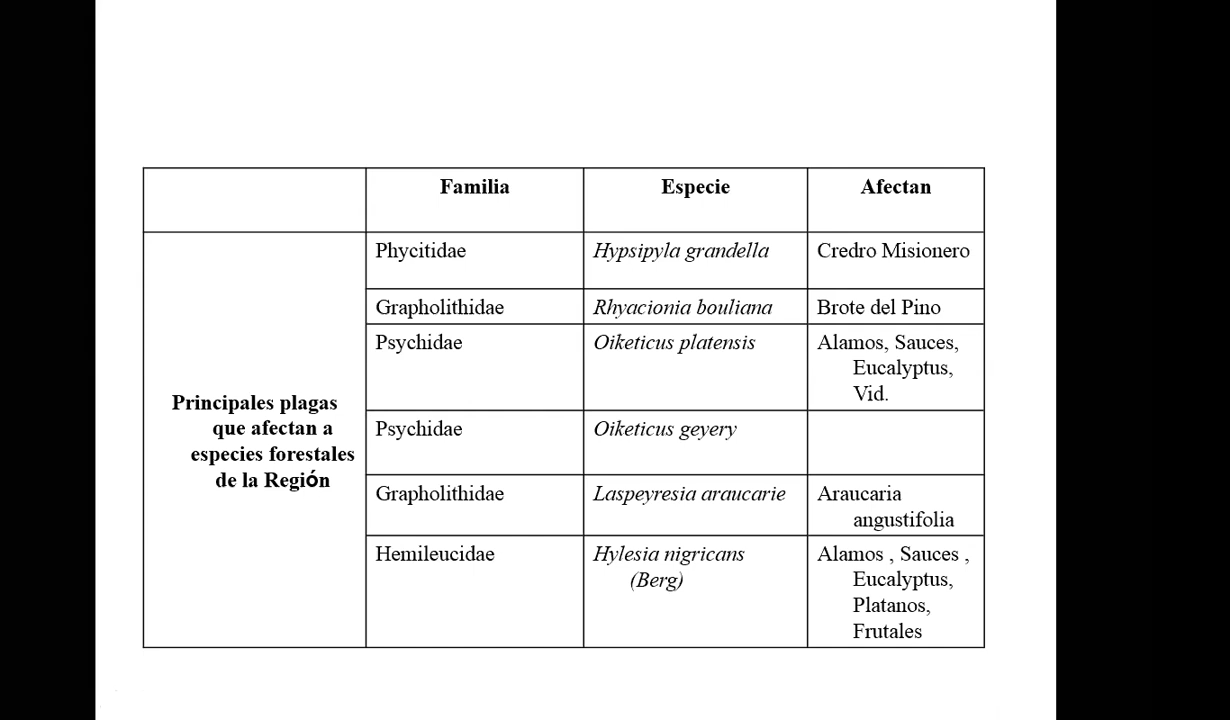 Familia Especie Afectan
Principales plagas
que afectan a
especies forestales
de la Región
Phycitidae Hypsipyla grandella Credro Misionero
Grapholithidae Rhyacionia bouliana Brote del Pino
Psychidae Oiketicus platensis Alamos, Sauces,
Eucalyptus,
Vid.
Psychidae Oiketicus geyery
Grapholithidae Laspeyresia araucarie Araucaria
angustifolia
Hemileucidae Hylesia nigricans Alamos , Sauces ,
(Berg) Eucalyptus,
Platanos,
Frutales